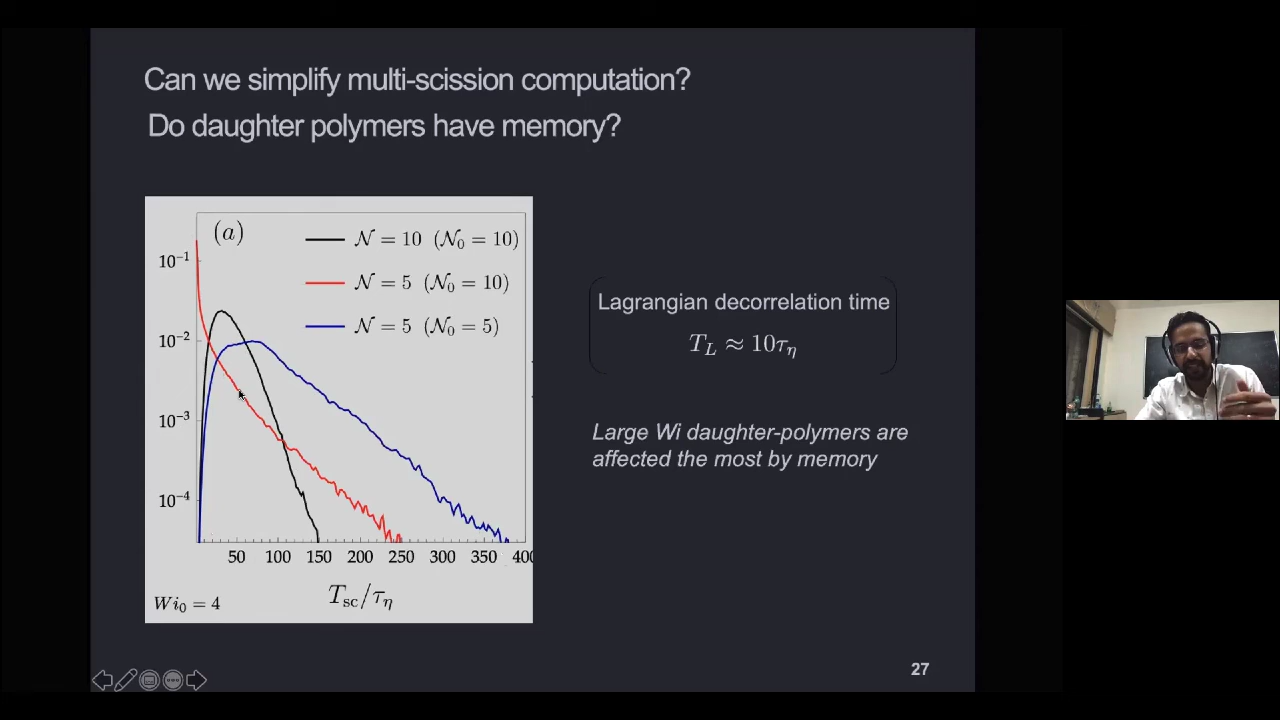 Can we simplify multi-scission computation?
Do daughter polymers have memory?
(a)
𝒩 = 10 (𝒩₀ = 10)
𝒩 = 5 (𝒩₀ = 10)
𝒩 = 5 (𝒩₀ = 5)
10⁻¹
10⁻²
10⁻³
10⁻⁴
50 100 150 200 250 300 350 400
Wi₀ = 4
T_sc/τ_η
Lagrangian decorrelation time
T_L ≈ 10τ_η
Large Wi daughter-polymers are
affected the most by memory
27